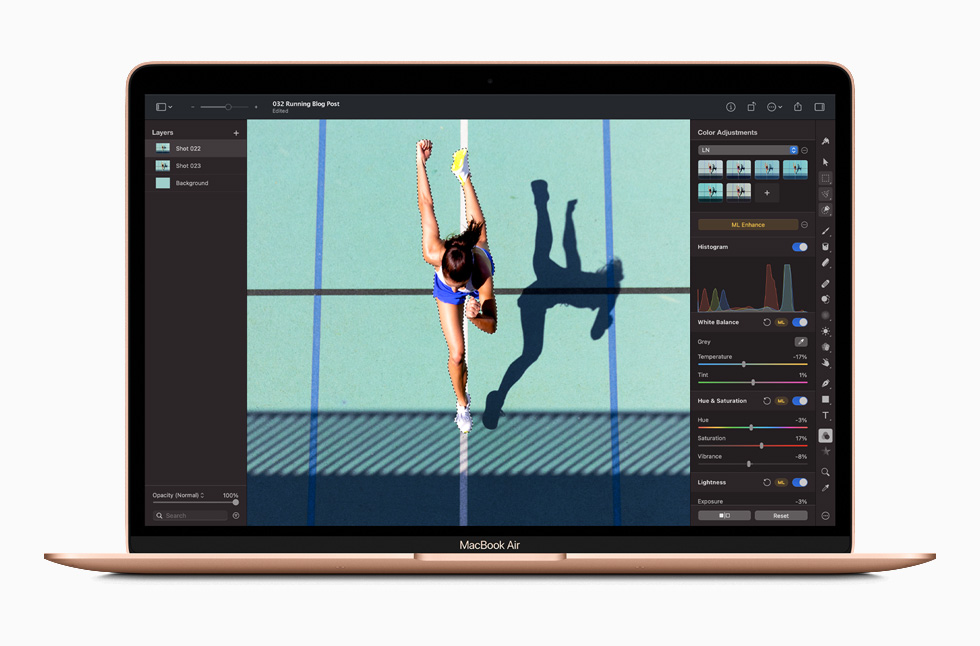 032 Running Blog Post
Edited
Layers
+
Shot 022
Shot 023
Background
Opacity (Normal)
100%
Search
Color Adjustments
LN
+
ML Enhance
Histogram
White Balance
ML
Grey
Temperature
-17%
Tint
1%
Hue & Saturation
ML
Hue
-3%
Saturation
17%
Vibrance
-8%
Lightness
ML
Exposure
-3%
Reset
T
MacBook Air